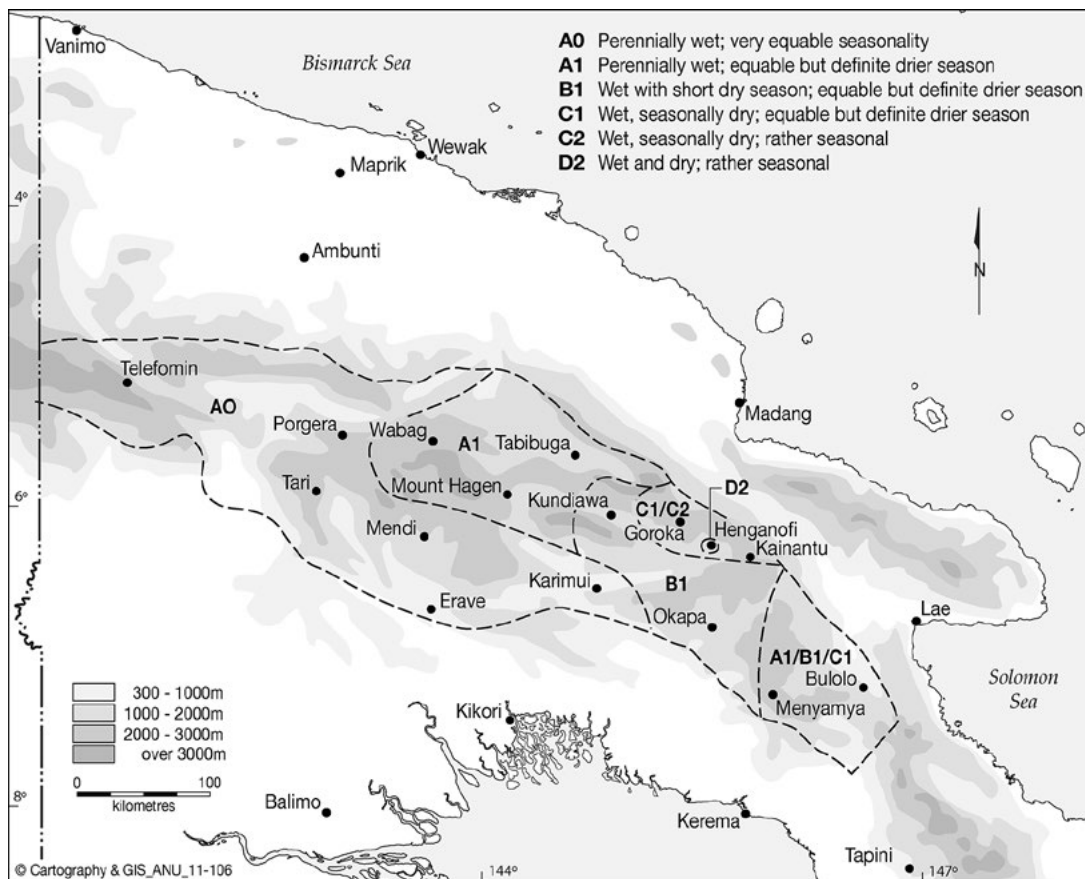 Vanimo
Bismarck Sea
A0 Perennially wet; very equable seasonality
A1 Perennially wet; equable but definite drier season
B1 Wet with short dry season; equable but definite drier season
C1 Wet, seasonally dry; equable but definite drier season
C2 Wet, seasonally dry; rather seasonal
D2 Wet and dry; rather seasonal
Wewak
Maprik
4°
Ambunti
N
Telefomin
AO
Madang
Porgera
Wabag
A1
Tabibuga
Tari
Mount Hagen
6°
Kundiawa
C1/C2
D2
Goroka
Henganofi
Mendi
Kainantu
Karimui
B1
Erave
Okapa
Lae
A1/B1/C1
Bulolo
Menyamya
Solomon
Sea
300 - 1000m
1000 - 2000m
2000 - 3000m
over 3000m
0 100
kilometres
Kikori
8°
Balimo
Kerema
Tapini
© Cartography & GIS_ANU_11-106
144°
147°